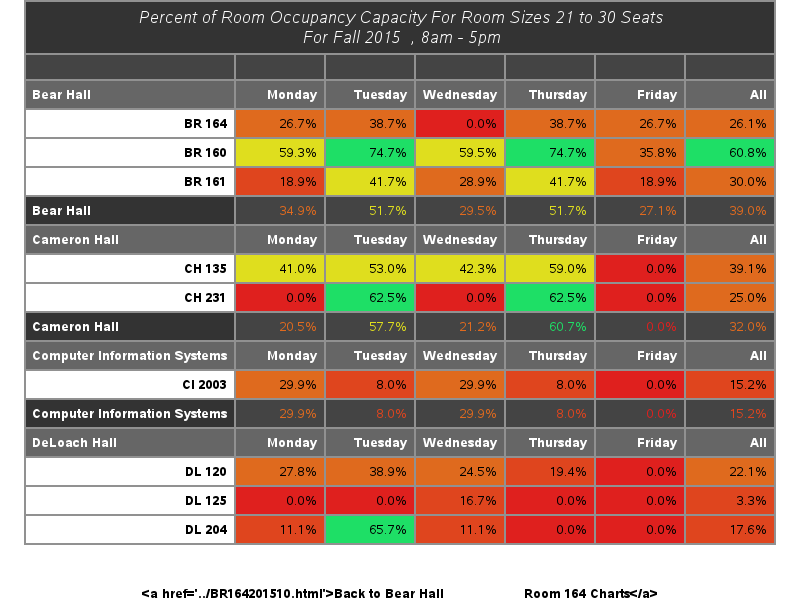 Percent of Room Occupancy Capacity For Room Sizes 21 to 30 Seats
For Fall 2015 , 8am - 5pm
Bear Hall Monday Tuesday Wednesday Thursday Friday All
BR 164 26.7% 38.7% 0.0% 38.7% 26.7% 26.1%
BR 160 59.3% 74.7% 59.5% 74.7% 35.8% 60.8%
BR 161 18.9% 41.7% 28.9% 41.7% 18.9% 30.0%
Bear Hall 34.9% 51.7% 29.5% 51.7% 27.1% 39.0%
Cameron Hall Monday Tuesday Wednesday Thursday Friday All
CH 135 41.0% 53.0% 42.3% 59.0% 0.0% 39.1%
CH 231 0.0% 62.5% 0.0% 62.5% 0.0% 25.0%
Cameron Hall 20.5% 57.7% 21.2% 60.7% 0.0% 32.0%
Computer Information Systems Monday Tuesday Wednesday Thursday Friday All
CI 2003 29.9% 8.0% 29.9% 8.0% 0.0% 15.2%
Computer Information Systems 29.9% 8.0% 29.9% 8.0% 0.0% 15.2%
DeLoach Hall Monday Tuesday Wednesday Thursday Friday All
DL 120 27.8% 38.9% 24.5% 19.4% 0.0% 22.1%
DL 125 0.0% 0.0% 16.7% 0.0% 0.0% 3.3%
DL 204 11.1% 65.7% 11.1% 0.0% 0.0% 17.6%
<a href='../BR164201510.html'>Back to Bear Hall Room 164 Charts</a>